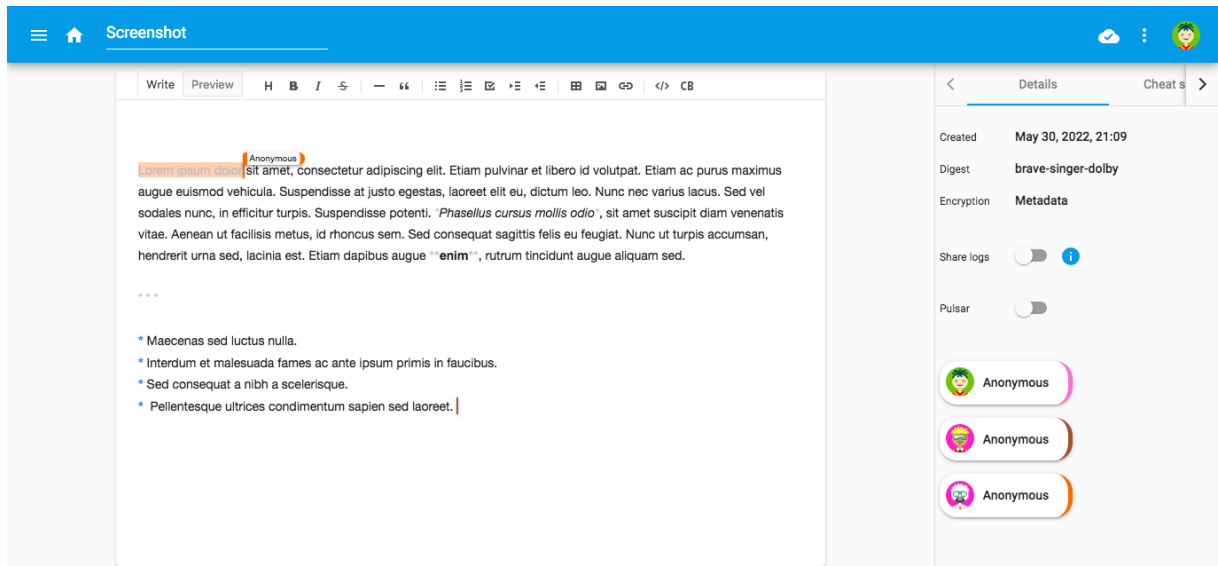 Screenshot
Write Preview H B I S — “ </> CB
< Details Cheat s >
Created May 30, 2022, 21:09
Digest brave-singer-dolby
Encryption Metadata
Share logs i
Pulsar
Anonymous
Anonymous
Anonymous
Anonymous
Lorem ipsum dolor sit amet, consectetur adipiscing elit. Etiam pulvinar et libero id volutpat. Etiam ac purus maximus
augue euismod vehicula. Suspendisse at justo egestas, laoreet elit eu, dictum leo. Nunc nec varius lacus. Sed vel
sodales nunc, in efficitur turpis. Suspendisse potenti. *Phasellus cursus mollis odio*, sit amet suscipit diam venenatis
vitae. Aenean ut facilisis metus, id rhoncus sem. Sed consequat sagittis felis eu feugiat. Nunc ut turpis accumsan,
hendrerit urna sed, lacinia est. Etiam dapibus augue **enim**, rutrum tincidunt augue aliquam sed.
* * *
* Maecenas sed luctus nulla.
* Interdum et malesuada fames ac ante ipsum primis in faucibus.
* Sed consequat a nibh a scelerisque.
* Pellentesque ultrices condimentum sapien sed laoreet.